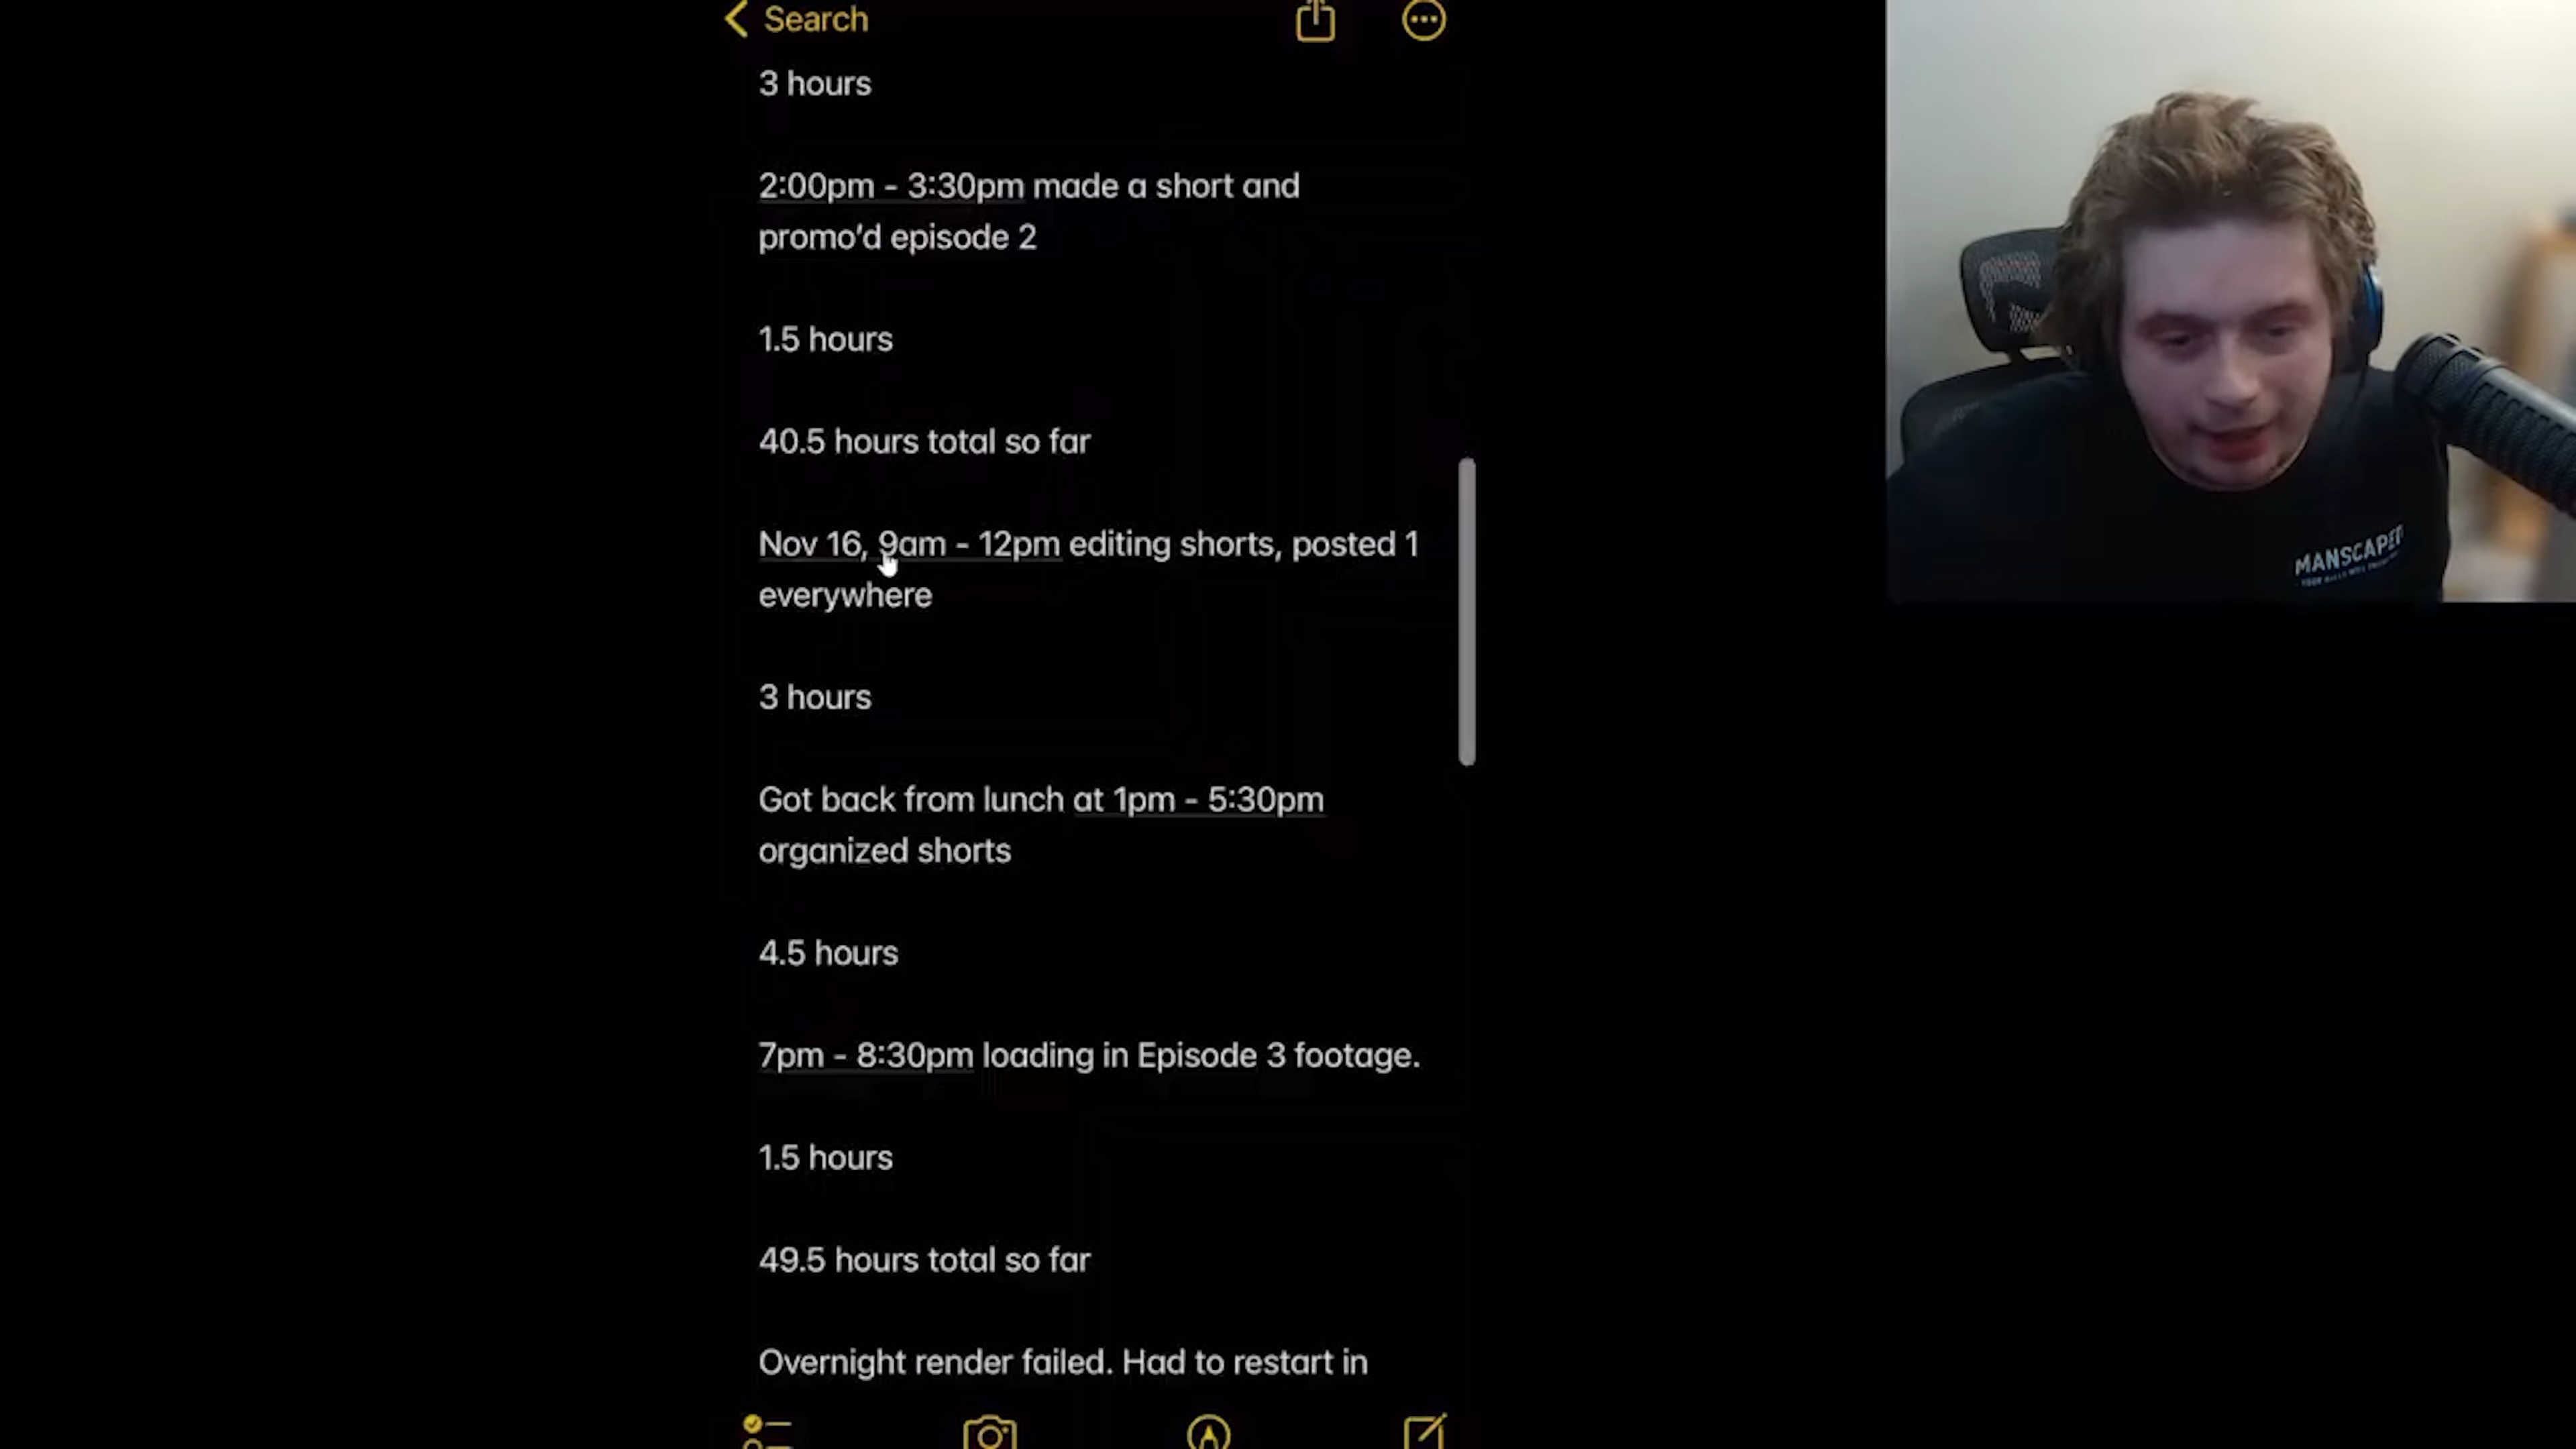 Search
3 hours
2:00pm - 3:30pm made a short and
promo'd episode 2
1.5 hours
40.5 hours total so far
Nov 16, 9am - 12pm editing shorts, posted 1
everywhere
3 hours
Got back from lunch at 1pm - 5:30pm
organized shorts
4.5 hours
7pm - 8:30pm loading in Episode 3 footage.
1.5 hours
49.5 hours total so far
Overnight render failed. Had to restart in
MANSCAPED